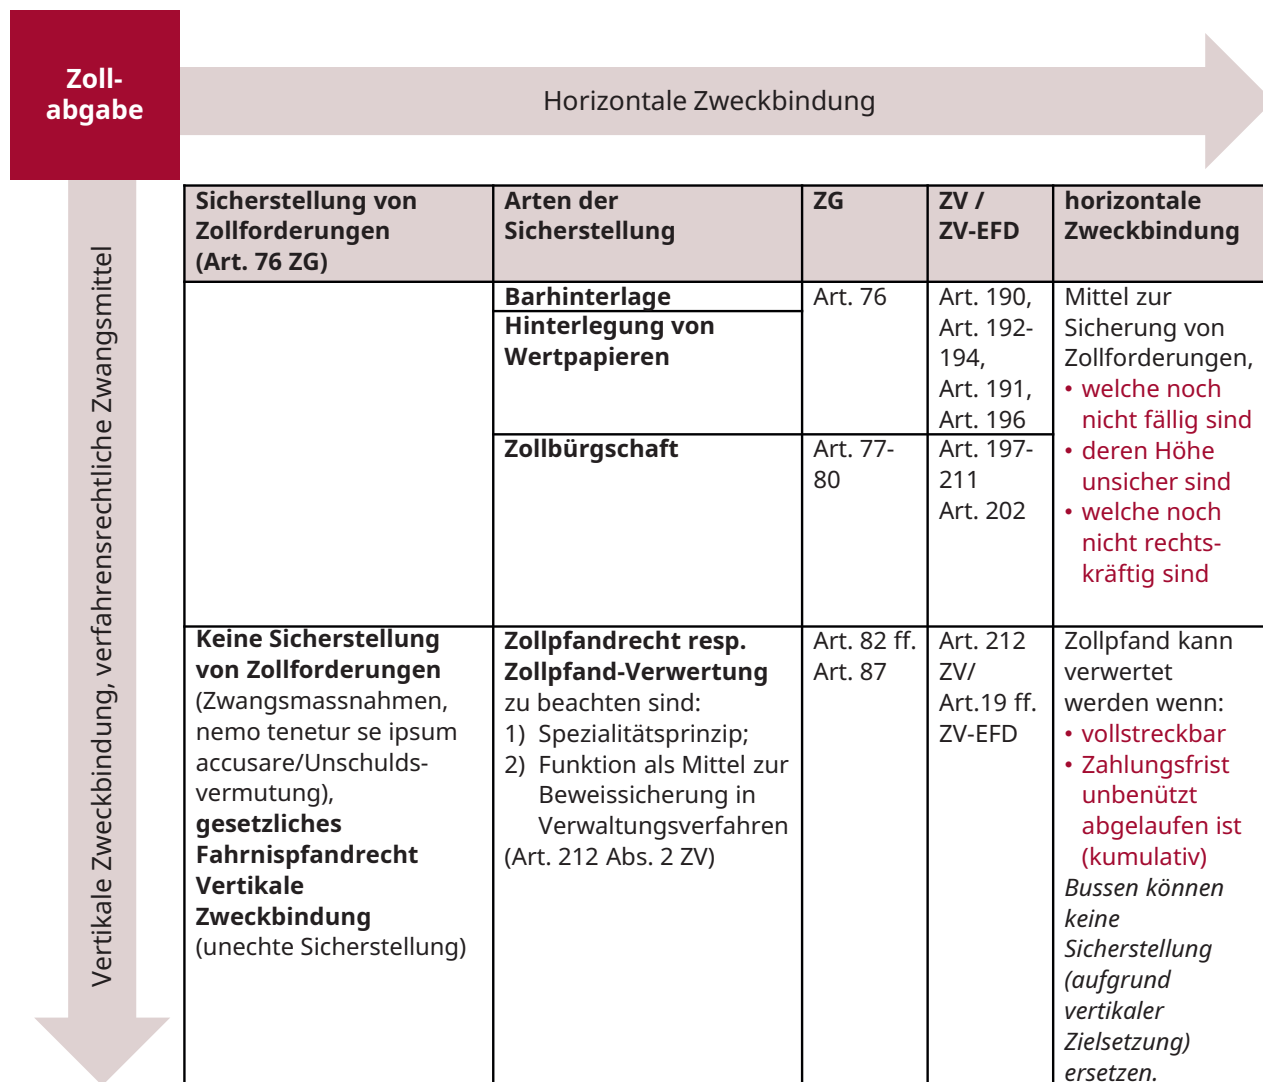 Zoll-
abgabe
Horizontale Zweckbindung
Vertikale Zweckbindung, verfahrensrechtliche Zwangsmittel
Sicherstellung von
Zollforderungen
(Art. 76 ZG)
Arten der
Sicherstellung
ZG
ZV /
ZV-EFD
horizontale
Zweckbindung
Barhinterlage
Hinterlegung von
Wertpapieren
Art. 76
Art. 190,
Art. 192-
194,
Art. 191,
Art. 196
Mittel zur
Sicherung von
Zollforderungen,
• welche noch
nicht fällig sind
• deren Höhe
unsicher sind
• welche noch
nicht rechts-
kräftig sind
Zollbürgschaft
Art. 77-
80
Art. 197-
211
Art. 202
Keine Sicherstellung
von Zollforderungen
(Zwangsmassnahmen,
nemo tenetur se ipsum
accusare/Unschulds-
vermutung),
gesetzliches
Fahrnispfandrecht
Vertikale
Zweckbindung
(unechte Sicherstellung)
Zollpfandrecht resp.
Zollpfand-Verwertung
zu beachten sind:
1) Spezialitätsprinzip;
2) Funktion als Mittel zur
Beweissicherung in
Verwaltungsverfahren
(Art. 212 Abs. 2 ZV)
Art. 82 ff.
Art. 87
Art. 212
ZV/
Art.19 ff.
ZV-EFD
Zollpfand kann
verwertet
werden wenn:
• vollstreckbar
• Zahlungsfrist
unbenützt
abgelaufen ist
(kumulativ)
Bussen können
keine
Sicherstellung
(aufgrund
vertikaler
Zielsetzung)
ersetzen.